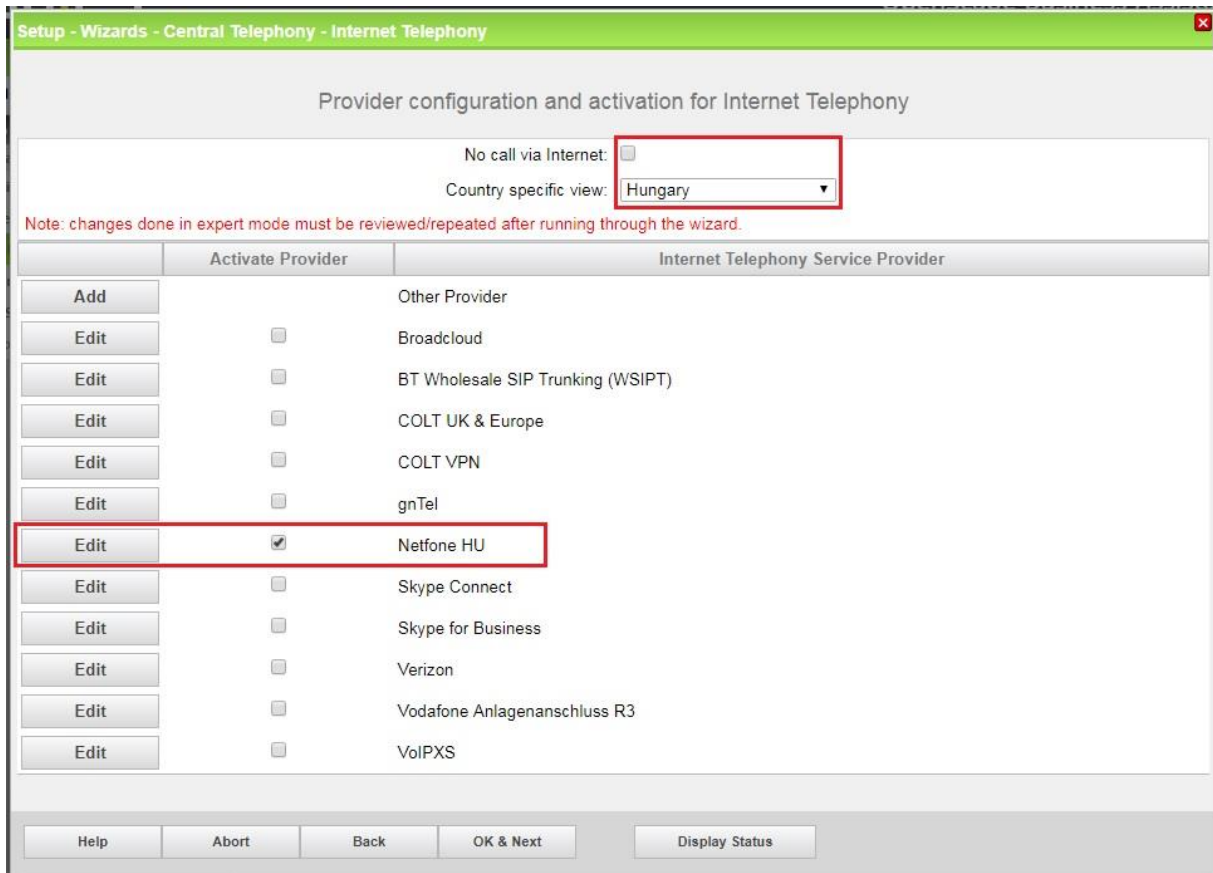 Setup - Wizards - Central Telephony - Internet Telephony
Provider configuration and activation for Internet Telephony
No call via Internet:
Country specific view: Hungary
Note: changes done in expert mode must be reviewed/repeated after running through the wizard.
Activate Provider Internet Telephony Service Provider
Add Other Provider
Edit Broadcloud
Edit BT Wholesale SIP Trunking (WSIPT)
Edit COLT UK & Europe
Edit COLT VPN
Edit gnTel
Edit Netfone HU
Edit Skype Connect
Edit Skype for Business
Edit Verizon
Edit Vodafone Anlagenanschluss R3
Edit VoIPXS
Help Abort Back OK & Next Display Status